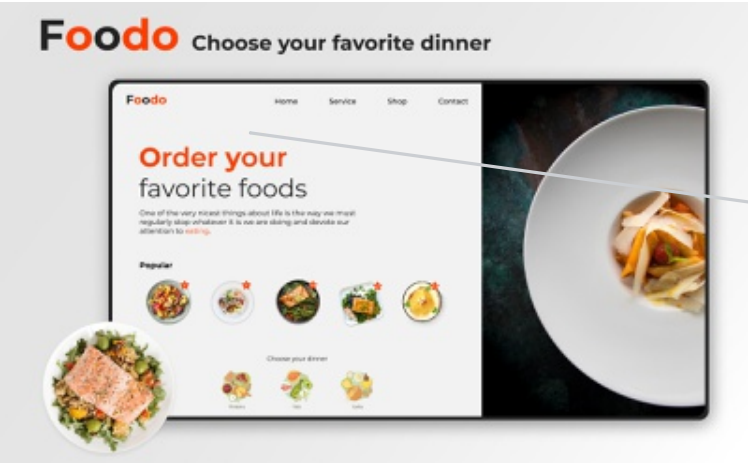 Foodo Choose your favorite dinner
Foodo Home Service Shop Contact
Order your
favorite foods
One of the very nicest things about life is the way we must
regularly stop whatever it is we are doing and devote our
attention to eating.
Popular
Choose your dinner